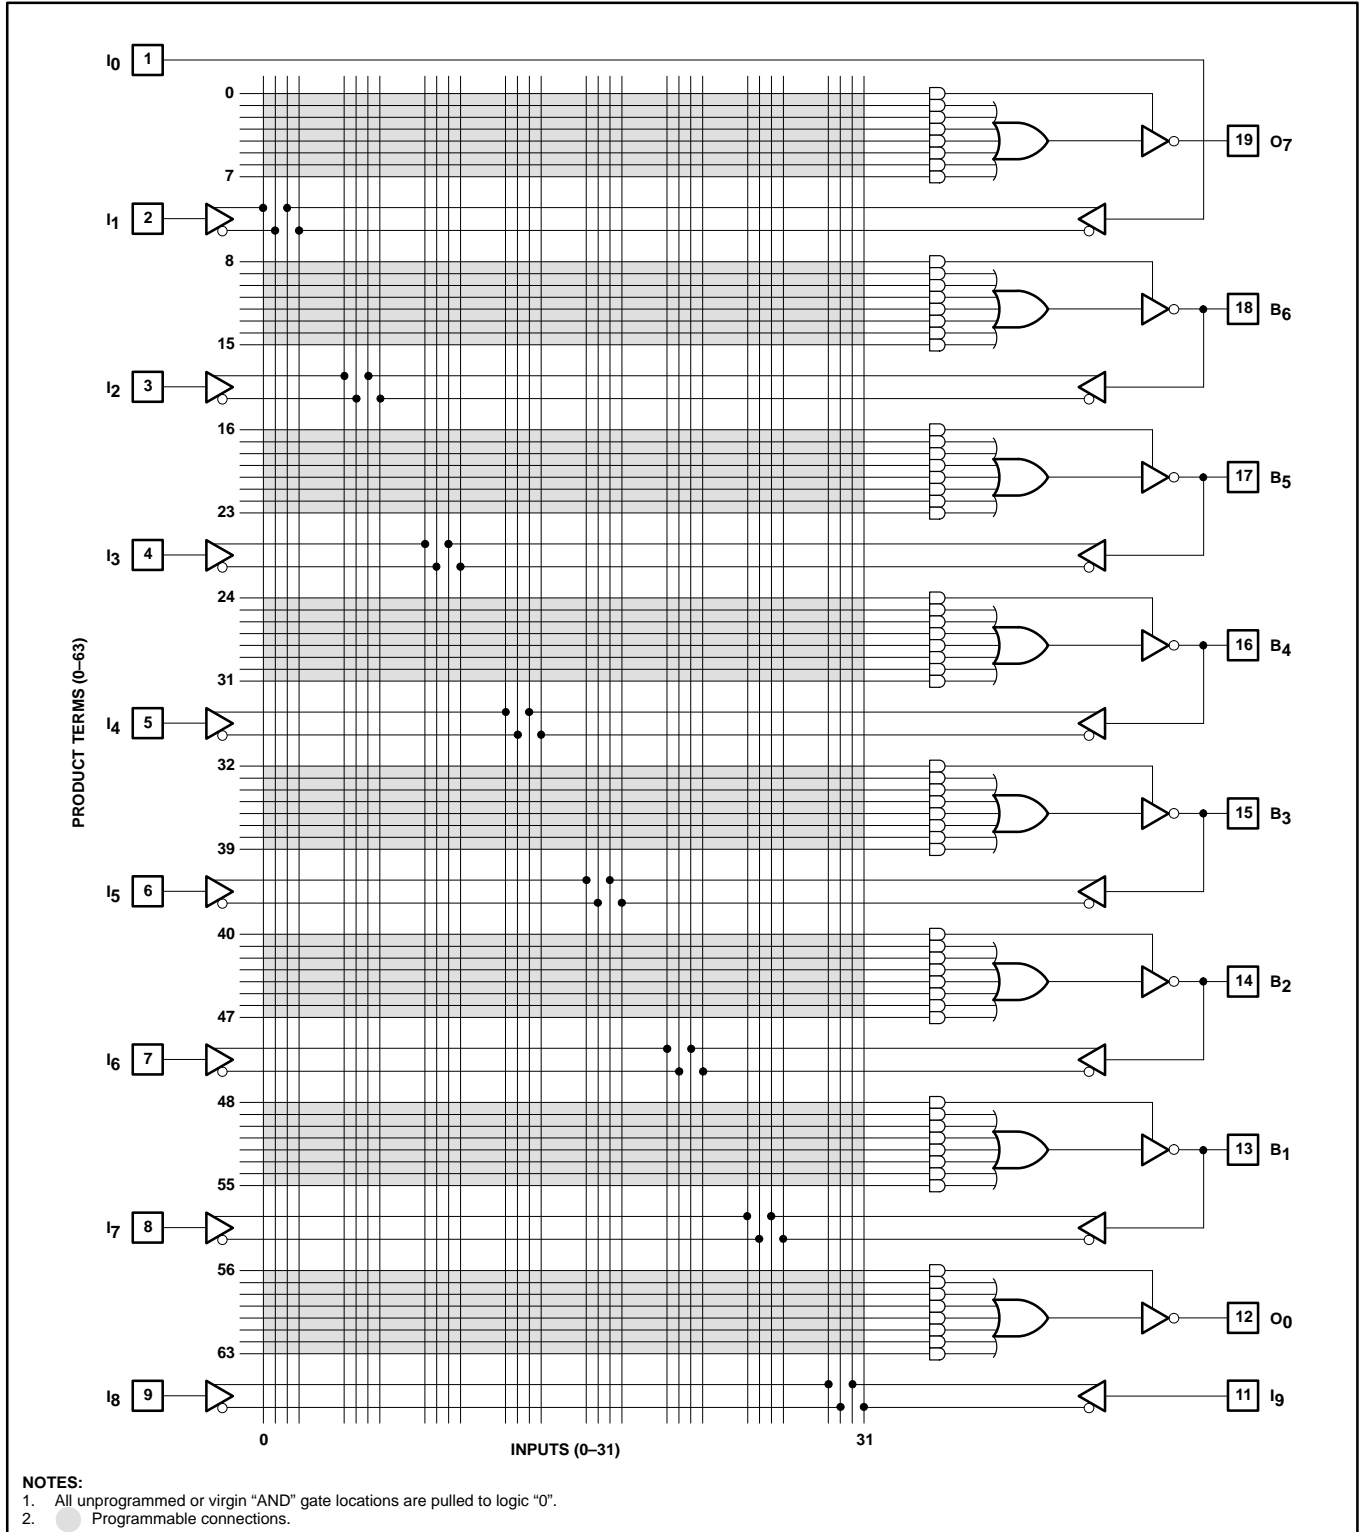 I0 1
0
19 O7
7
I1 2
8
18 B6
15
I2 3
16
17 B5
23
I3 4
24
16 B4
31
PRODUCT TERMS (0–63)
I4 5
32
15 B3
39
I5 6
40
14 B2
47
I6 7
48
13 B1
55
I7 8
56
12 O0
63
I8 9
11 I9
0 INPUTS (0–31) 31
NOTES:
1. All unprogrammed or virgin “AND” gate locations are pulled to logic “0”.
2. Programmable connections.